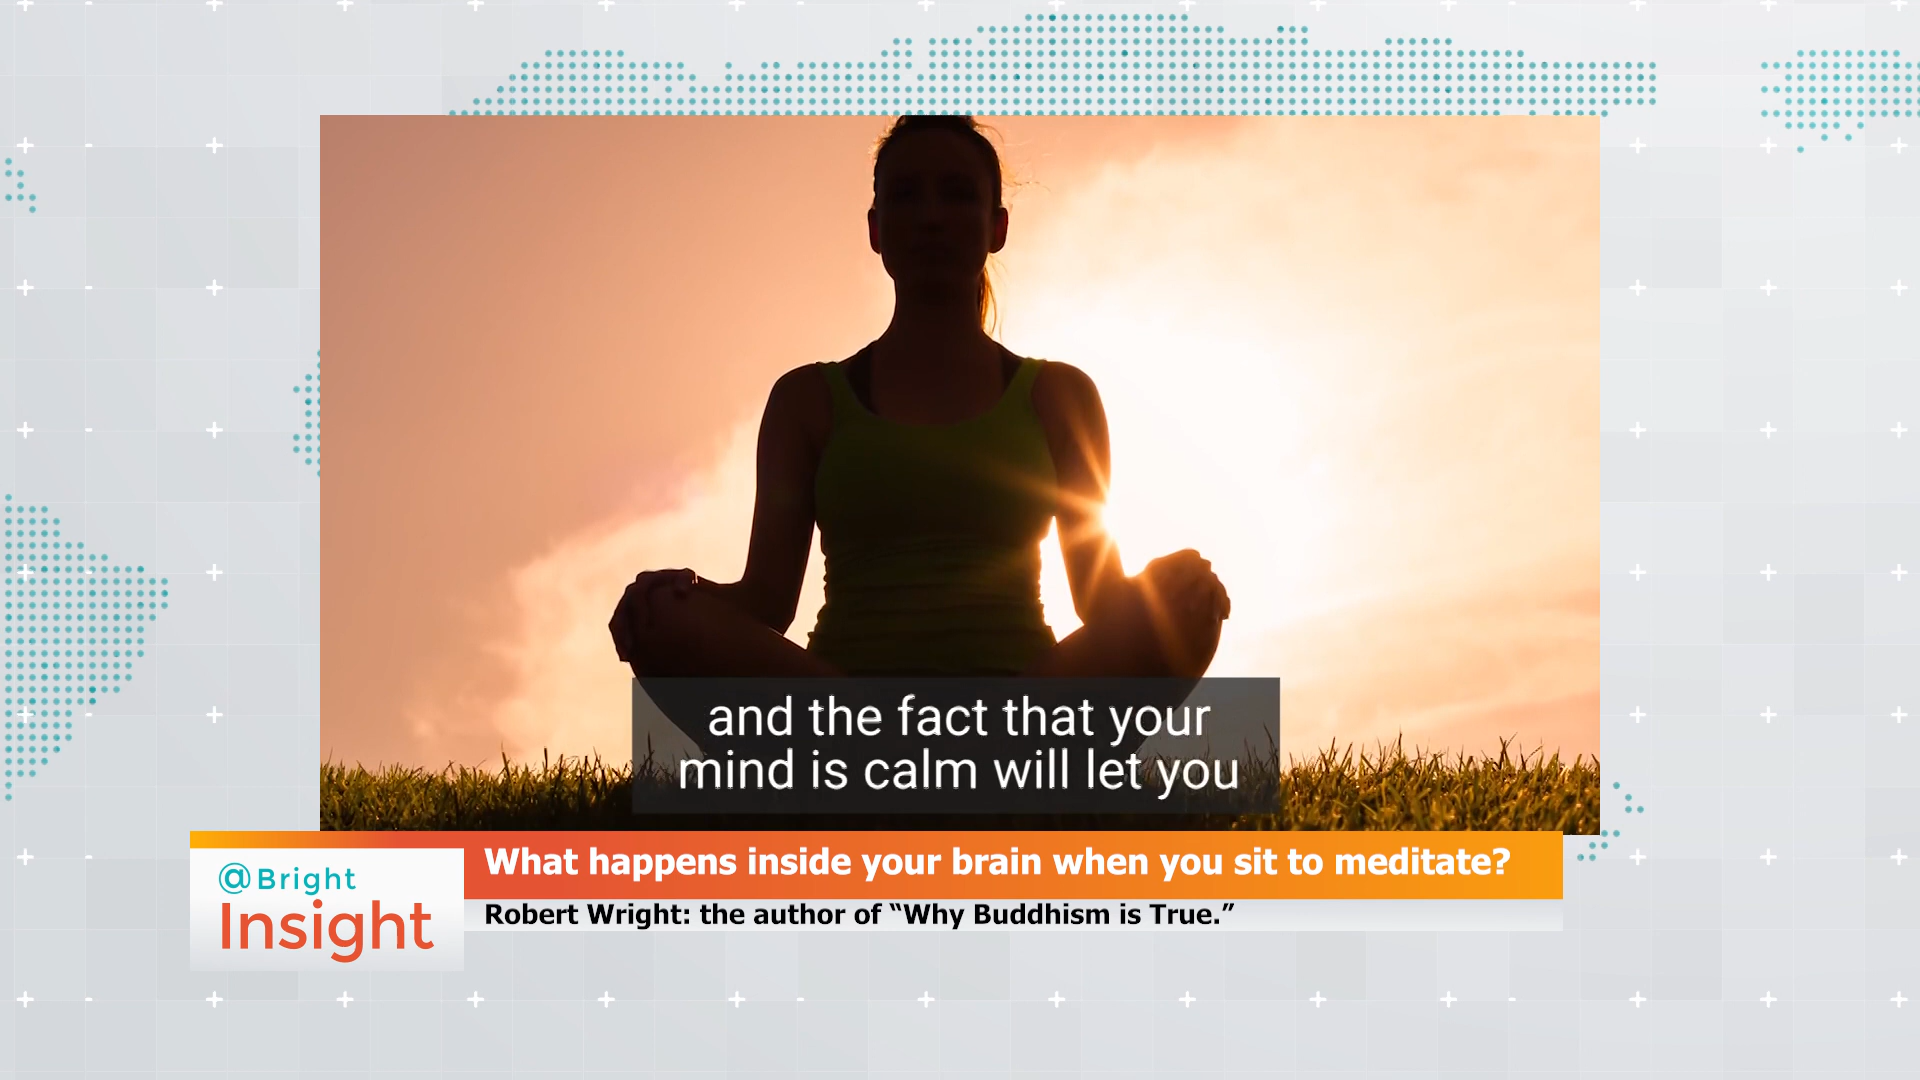 and the fact that your
mind is calm will let you
What happens inside your brain when you sit to meditate?
@Bright
Insight
Robert Wright: the author of “Why Buddhism is True.”